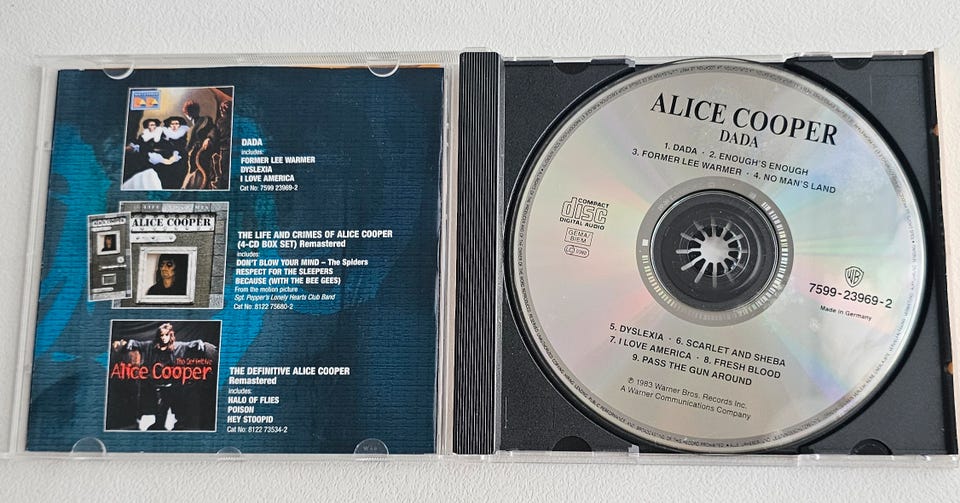 DADA
includes:
FORMER LEE WARMER
DYSLEXIA
I LOVE AMERICA
Cat No: 7599 23969-2
ALICE COOPER
ALICE COOPER
THE LIFE AND CRIMES OF ALICE COOPER
(4-CD BOX SET) Remastered
includes:
DON'T BLOW YOUR MIND – The Spiders
RESPECT FOR THE SLEEPERS
BECAUSE (WITH THE BEE GEES)
From the motion picture
Sgt. Pepper's Lonely Hearts Club Band
Cat No: 8122 75680-2
The Definitive
Alice Cooper
THE DEFINITIVE ALICE COOPER
Remastered
includes:
HALO OF FLIES
POISON
HEY STOOPID
Cat No: 8122 73534-2
ALICE COOPER
DADA
1. DADA · 2. ENOUGH'S ENOUGH
3. FORMER LEE WARMER · 4. NO MAN'S LAND
COMPACT
disc
DIGITAL AUDIO
GEMA
BIEM
7599-23969-2
Made in Germany
5. DYSLEXIA · 6. SCARLET AND SHEBA
7. I LOVE AMERICA · 8. FRESH BLOOD
9. PASS THE GUN AROUND
℗ 1983 Warner Bros. Records Inc.
A Warner Communications Company